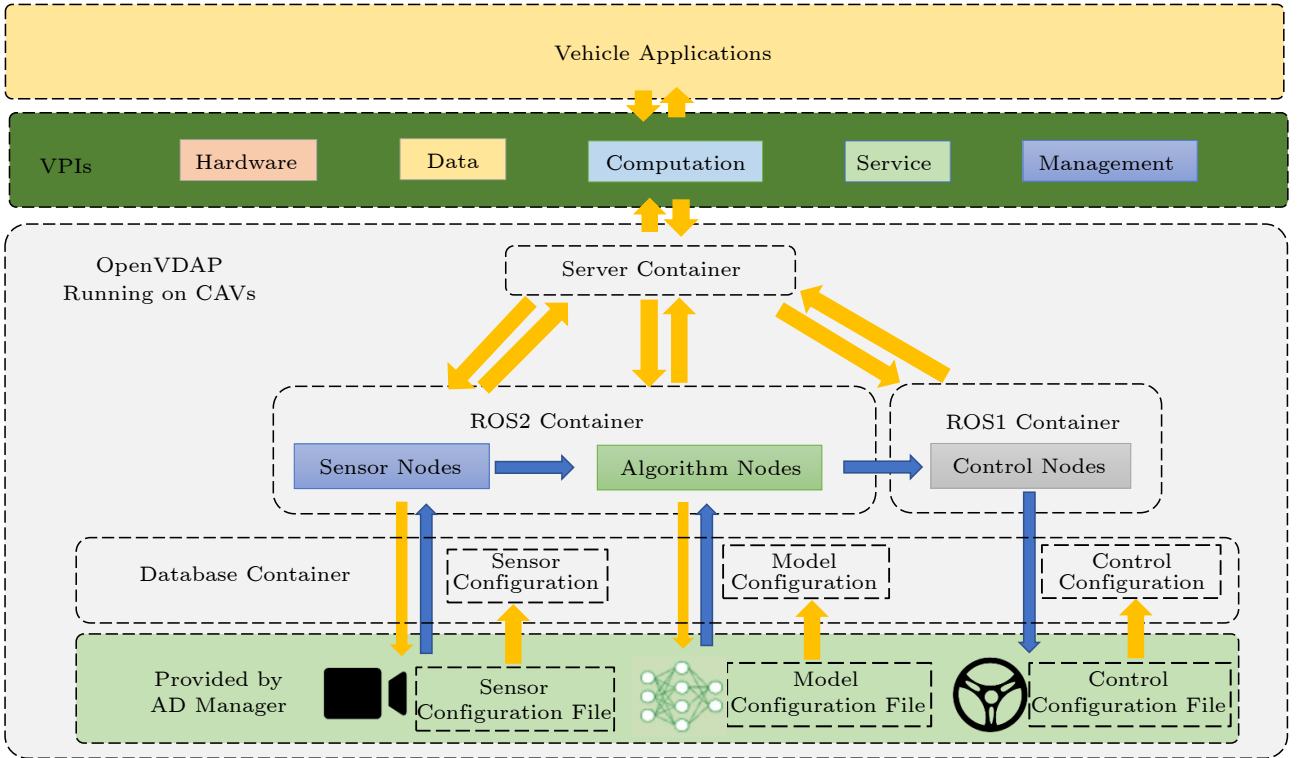 Vehicle Applications
VPIs
Hardware
Data
Computation
Service
Management
OpenVDAP
Running on CAVs
Server Container
ROS2 Container
ROS1 Container
Sensor Nodes
Algorithm Nodes
Control Nodes
Database Container
Sensor
Configuration
Model
Configuration
Control
Configuration
Provided by
AD Manager
Sensor
Configuration File
Model
Configuration File
Control
Configuration File